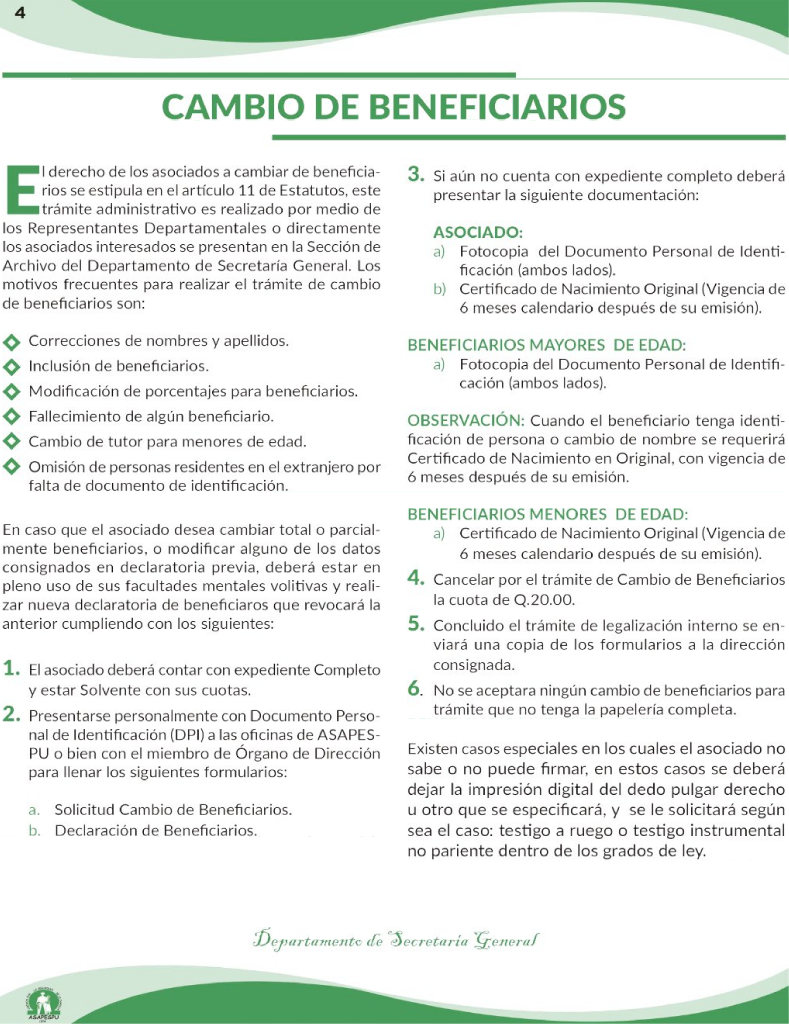 4
CAMBIO DE BENEFICIARIOS
El derecho de los asociados a cambiar de beneficia-
rios se estipula en el artículo 11 de Estatutos, este
trámite administrativo es realizado por medio de
los Representantes Departamentales o directamente
los asociados interesados se presentan en la Sección de
Archivo del Departamento de Secretaría General. Los
motivos frecuentes para realizar el trámite de cambio
de beneficiarios son:
Correcciones de nombres y apellidos.
Inclusión de beneficiarios.
Modificación de porcentajes para beneficiarios.
Fallecimiento de algún beneficiario.
Cambio de tutor para menores de edad.
Omisión de personas residentes en el extranjero por
falta de documento de identificación.
En caso que el asociado desea cambiar total o parcial-
mente beneficiarios, o modificar alguno de los datos
consignados en declaratoria previa, deberá estar en
pleno uso de sus facultades mentales volitivas y reali-
zar nueva declaratoria de beneficiaros que revocará la
anterior cumpliendo con los siguientes:
1. El asociado deberá contar con expediente Completo
y estar Solvente con sus cuotas.
2. Presentarse personalmente con Documento Perso-
nal de Identificación (DPI) a las oficinas de ASAPES-
PU o bien con el miembro de Órgano de Dirección
para llenar los siguientes formularios:
a. Solicitud Cambio de Beneficiarios.
b. Declaración de Beneficiarios.
3. Si aún no cuenta con expediente completo deberá
presentar la siguiente documentación:
ASOCIADO:
a) Fotocopia del Documento Personal de Identi-
ficación (ambos lados).
b) Certificado de Nacimiento Original (Vigencia de
6 meses calendario después de su emisión).
BENEFICIARIOS MAYORES DE EDAD:
a) Fotocopia del Documento Personal de Identifi-
cación (ambos lados).
OBSERVACIÓN: Cuando el beneficiario tenga identi-
ficación de persona o cambio de nombre se requerirá
Certificado de Nacimiento en Original, con vigencia de
6 meses después de su emisión.
BENEFICIARIOS MENORES DE EDAD:
a) Certificado de Nacimiento Original (Vigencia de
6 meses calendario después de su emisión).
4. Cancelar por el trámite de Cambio de Beneficiarios
la cuota de Q.20.00.
5. Concluido el trámite de legalización interno se en-
viará una copia de los formularios a la dirección
consignada.
6. No se aceptara ningún cambio de beneficiarios para
trámite que no tenga la papelería completa.
Existen casos especiales en los cuales el asociado no
sabe o no puede firmar, en estos casos se deberá
dejar la impresión digital del dedo pulgar derecho
u otro que se especificará, y se le solicitará según
sea el caso: testigo a ruego o testigo instrumental
no pariente dentro de los grados de ley.
Departamento de Secretaría General
ASAPESPU